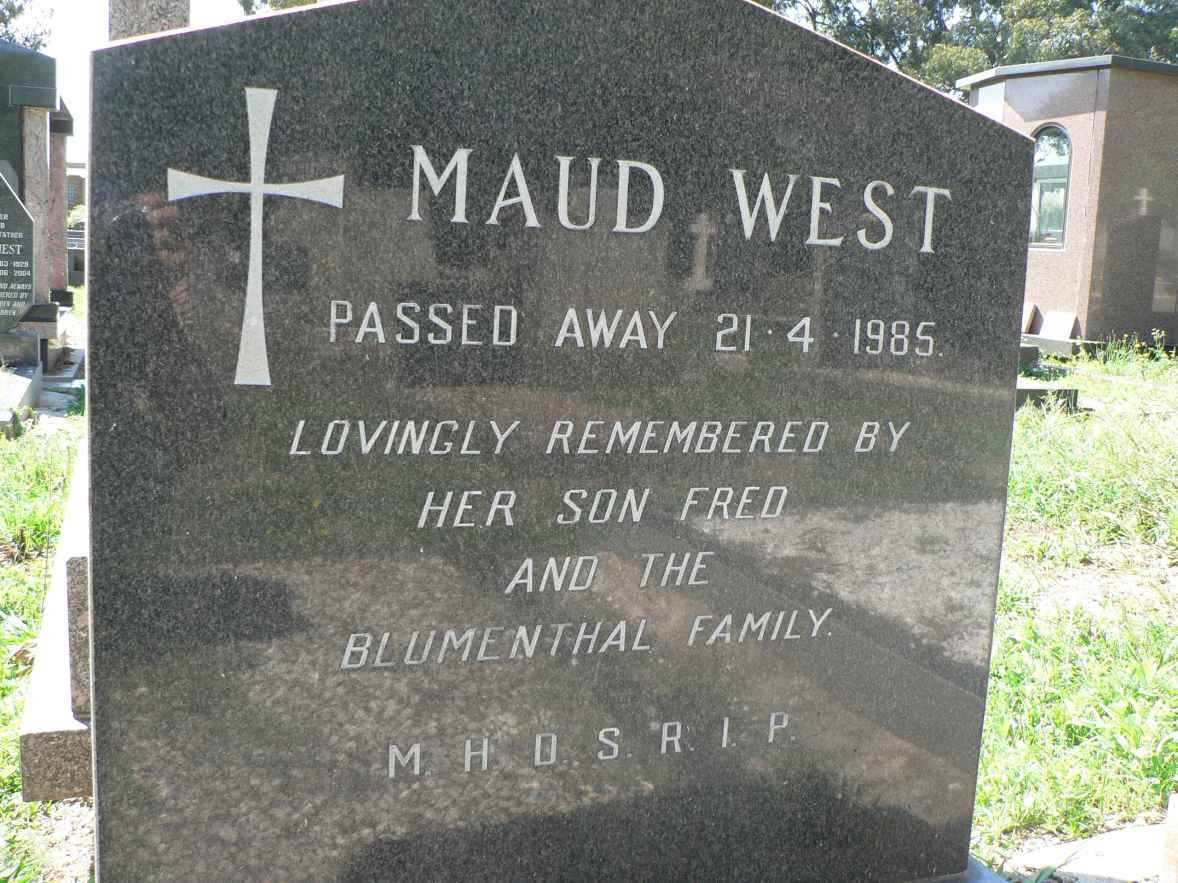 MAUD WEST
PASSED AWAY 21·4·1985.
LOVINGLY REMEMBERED BY
HER SON FRED
AND THE
BLUMENTHAL FAMILY.
M. H. D. S. R. I. P.